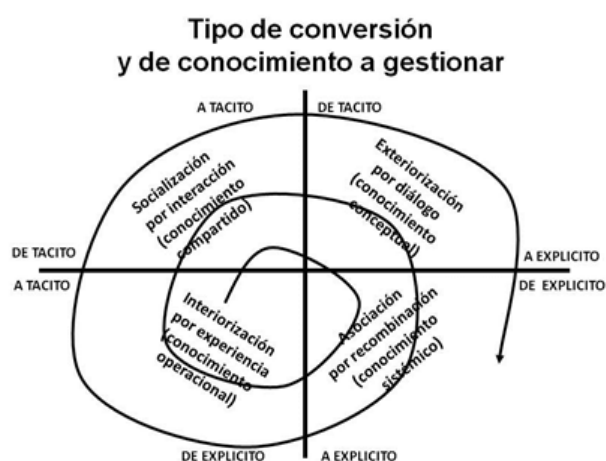 Tipo de conversión
y de conocimiento a gestionar
A TACITO
DE TACITO
Socialización
por interacción
(conocimiento
compartido)
Exteriorización
por diálogo
(conocimiento
conceptual)
DE TACITO
A EXPLICITO
A TACITO
DE EXPLICITO
Interiorización
por experiencia
(conocimiento
operacional)
Asociación
por recombinación
(conocimiento
sistémico)
DE EXPLICITO
A EXPLICITO